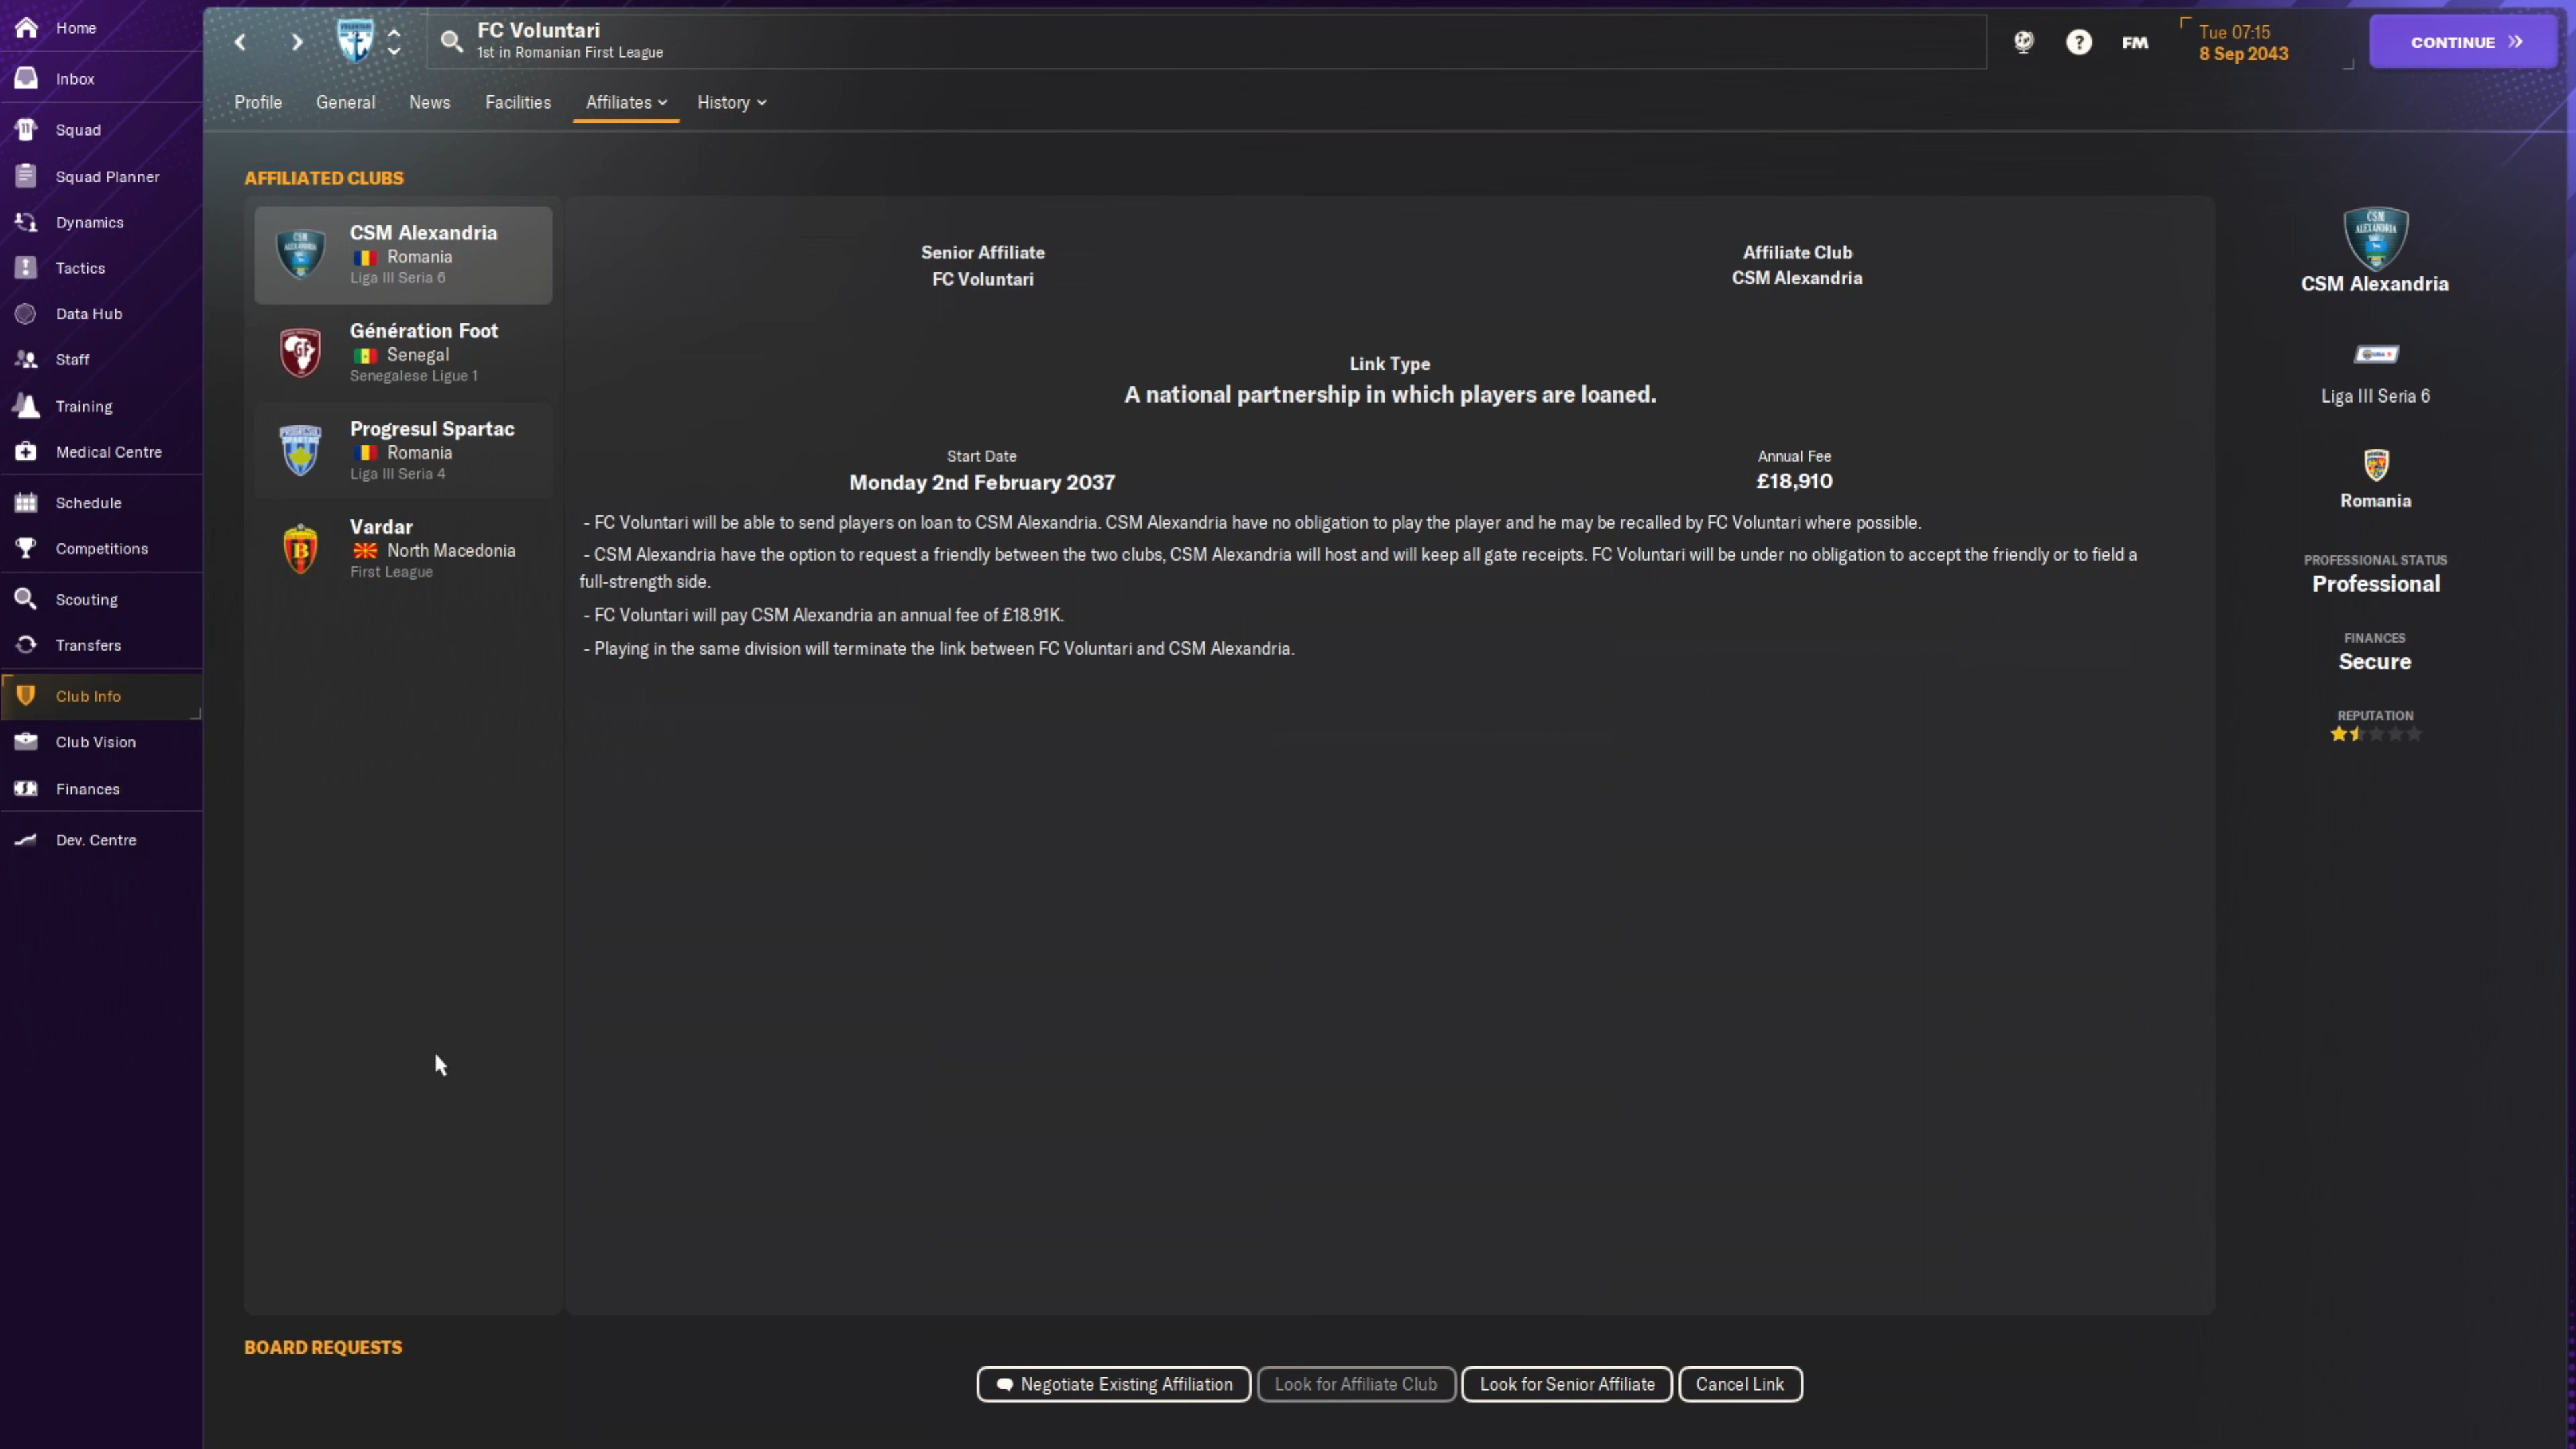 Home
Inbox
Squad
Squad Planner
Dynamics
Tactics
Data Hub
Staff
Training
Medical Centre
Schedule
Competitions
Scouting
Transfers
Club Info
Club Vision
Finances
Dev. Centre
FC Voluntari
1st in Romanian First League
FM
Tue 07:15
8 Sep 2043
CONTINUE
Profile
General
News
Facilities
Affiliates
History
AFFILIATED CLUBS
CSM Alexandria
Romania
Liga III Seria 6
Génération Foot
Senegal
Senegalese Ligue 1
Progresul Spartac
Romania
Liga III Seria 4
Vardar
North Macedonia
First League
Senior Affiliate
FC Voluntari
Affiliate Club
CSM Alexandria
Link Type
A national partnership in which players are loaned.
Start Date
Monday 2nd February 2037
Annual Fee
£18,910
- FC Voluntari will be able to send players on loan to CSM Alexandria. CSM Alexandria have no obligation to play the player and he may be recalled by FC Voluntari where possible.
- CSM Alexandria have the option to request a friendly between the two clubs, CSM Alexandria will host and will keep all gate receipts. FC Voluntari will be under no obligation to accept the friendly or to field a
full-strength side.
- FC Voluntari will pay CSM Alexandria an annual fee of £18.91K.
- Playing in the same division will terminate the link between FC Voluntari and CSM Alexandria.
CSM
ALEXANDRIA
CSM Alexandria
Liga III Seria 6
Romania
PROFESSIONAL STATUS
Professional
FINANCES
Secure
REPUTATION
BOARD REQUESTS
Negotiate Existing Affiliation
Look for Affiliate Club
Look for Senior Affiliate
Cancel Link